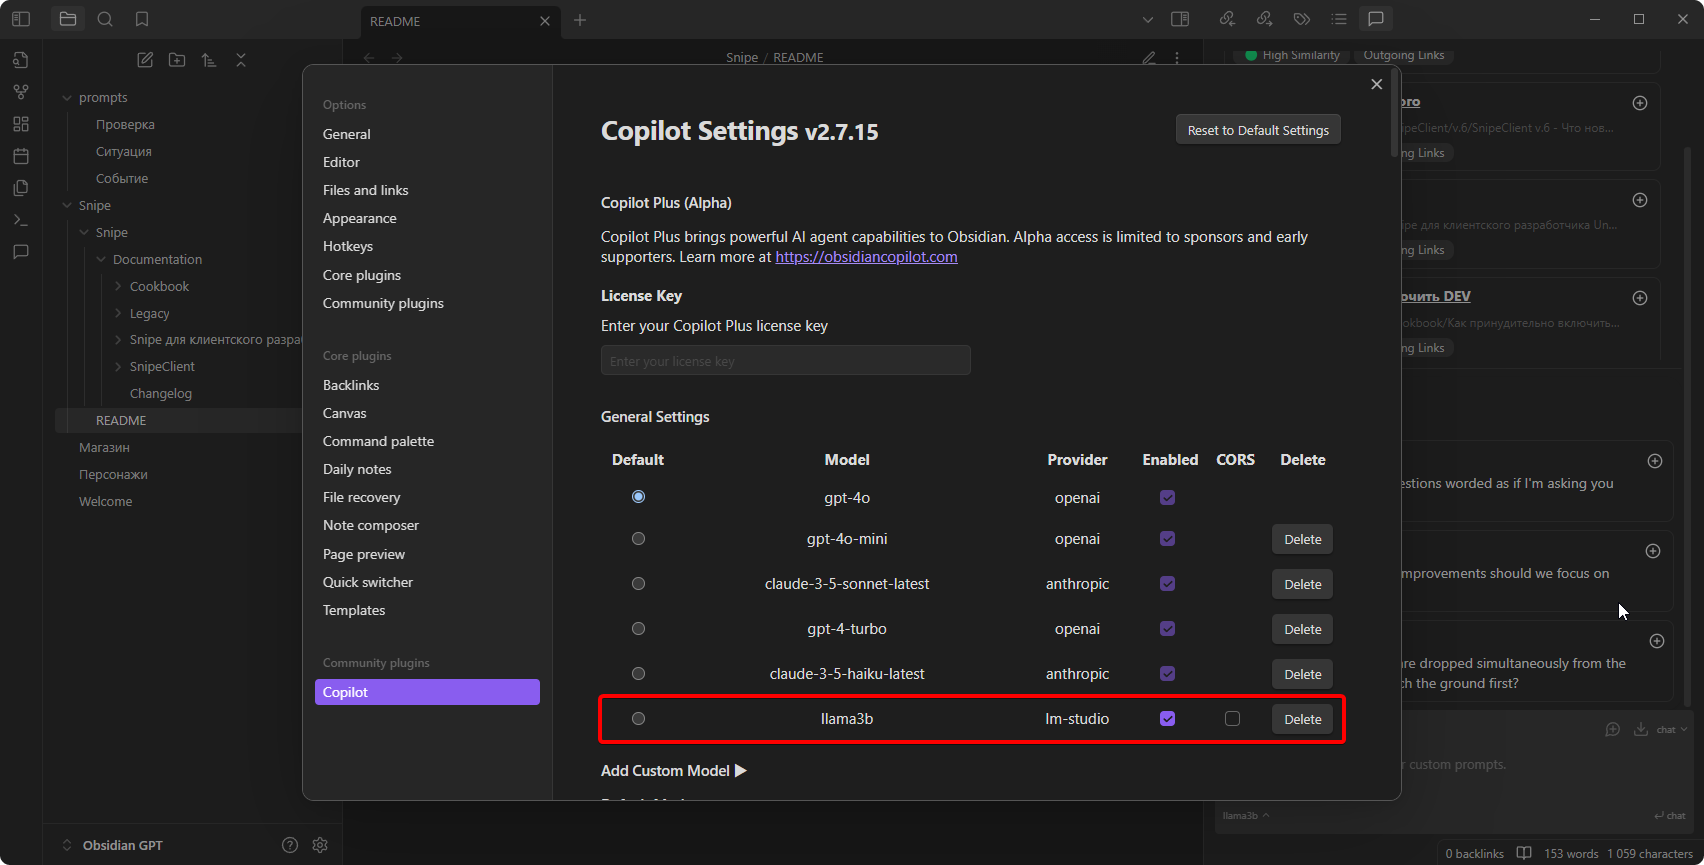 README
prompts
Проверка
Ситуация
Событие
Snipe
Snipe
Documentation
Cookbook
Legacy
Snipe для клиентского разра
SnipeClient
Changelog
README
Магазин
Персонажи
Welcome
Obsidian GPT
Snipe / README
Options
General
Editor
Files and links
Appearance
Hotkeys
Core plugins
Community plugins
Core plugins
Backlinks
Canvas
Command palette
Daily notes
File recovery
Note composer
Page preview
Quick switcher
Templates
Community plugins
Copilot
Copilot Settings v2.7.15
Reset to Default Settings
Copilot Plus (Alpha)
Copilot Plus brings powerful AI agent capabilities to Obsidian. Alpha access is limited to sponsors and early
supporters. Learn more at https://obsidiancopilot.com
License Key
Enter your Copilot Plus license key
Enter your license key
General Settings
Default Model Provider Enabled CORS Delete
gpt-4o openai
gpt-4o-mini openai Delete
claude-3-5-sonnet-latest anthropic Delete
gpt-4-turbo openai Delete
claude-3-5-haiku-latest anthropic Delete
llama3b lm-studio Delete
Add Custom Model ▶
High Similarity Outgoing Links
ого
ipeClient/v.6/SnipeClient v.6 - Что нов...
ng Links
ipe для клиентского разработчика Un...
ng Links
очить DEV
okbook/Как принудительно включить...
ng Links
estions worded as if I'm asking you
mprovements should we focus on
re dropped simultaneously from the
ch the ground first?
chat
r custom prompts.
llama3b
chat
0 backlinks 153 words 1 059 characters